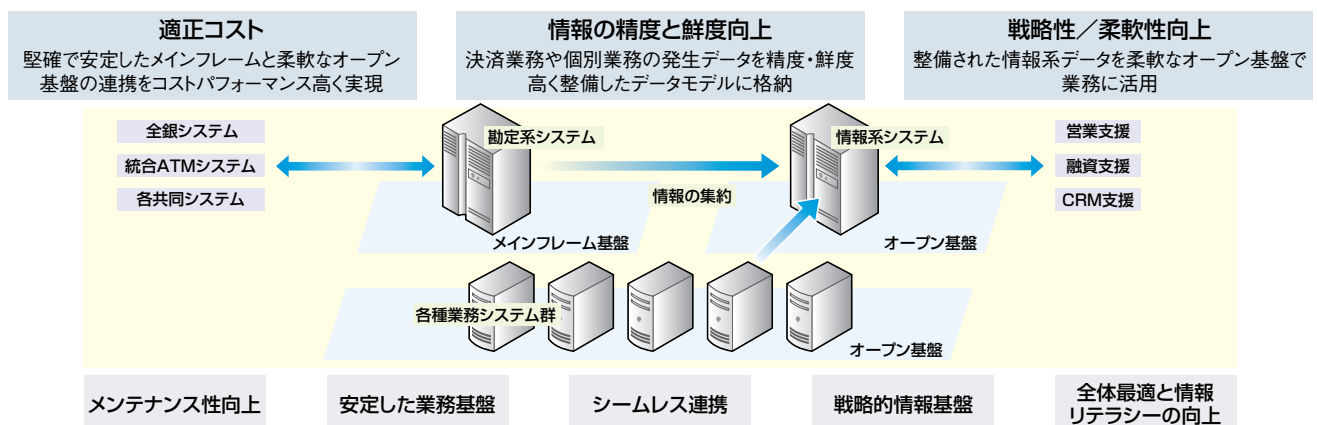 適正コスト
堅確で安定したメインフレームと柔軟なオープン
基盤の連携をコストパフォーマンス高く実現
情報の精度と鮮度向上
決済業務や個別業務の発生データを精度・鮮度
高く整備したデータモデルに格納
戦略性／柔軟性向上
整備された情報系データを柔軟なオープン基盤で
業務に活用
全銀システム
統合ATMシステム
各共同システム
勘定系システム
情報の集約
情報系システム
営業支援
融資支援
CRM支援
メインフレーム基盤
オープン基盤
各種業務システム群
オープン基盤
メンテナンス性向上
安定した業務基盤
シームレス連携
戦略的情報基盤
全体最適と情報
リテラシーの向上